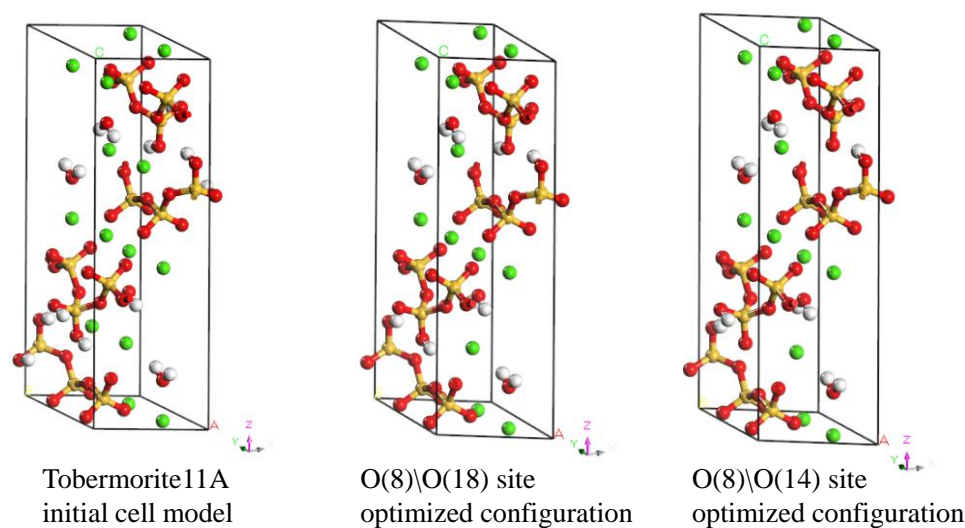 C
B
A
Z
Y
X
C
B
A
Z
Y
X
C
B
A
Z
Y
X
Tobermorite11A
initial cell model
O(8)\O(18) site
optimized configuration
O(8)\O(14) site
optimized configuration